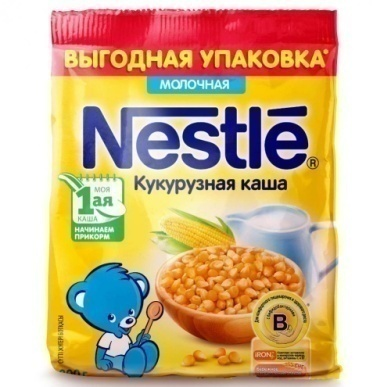 ВЫГОДНАЯ УПАКОВКА*
МОЛОЧНАЯ
Nestlé®
Кукурузная каша
МОЯ
1ая
КАША
НАЧИНАЕМ
ПРИКОРМ
B
IRON